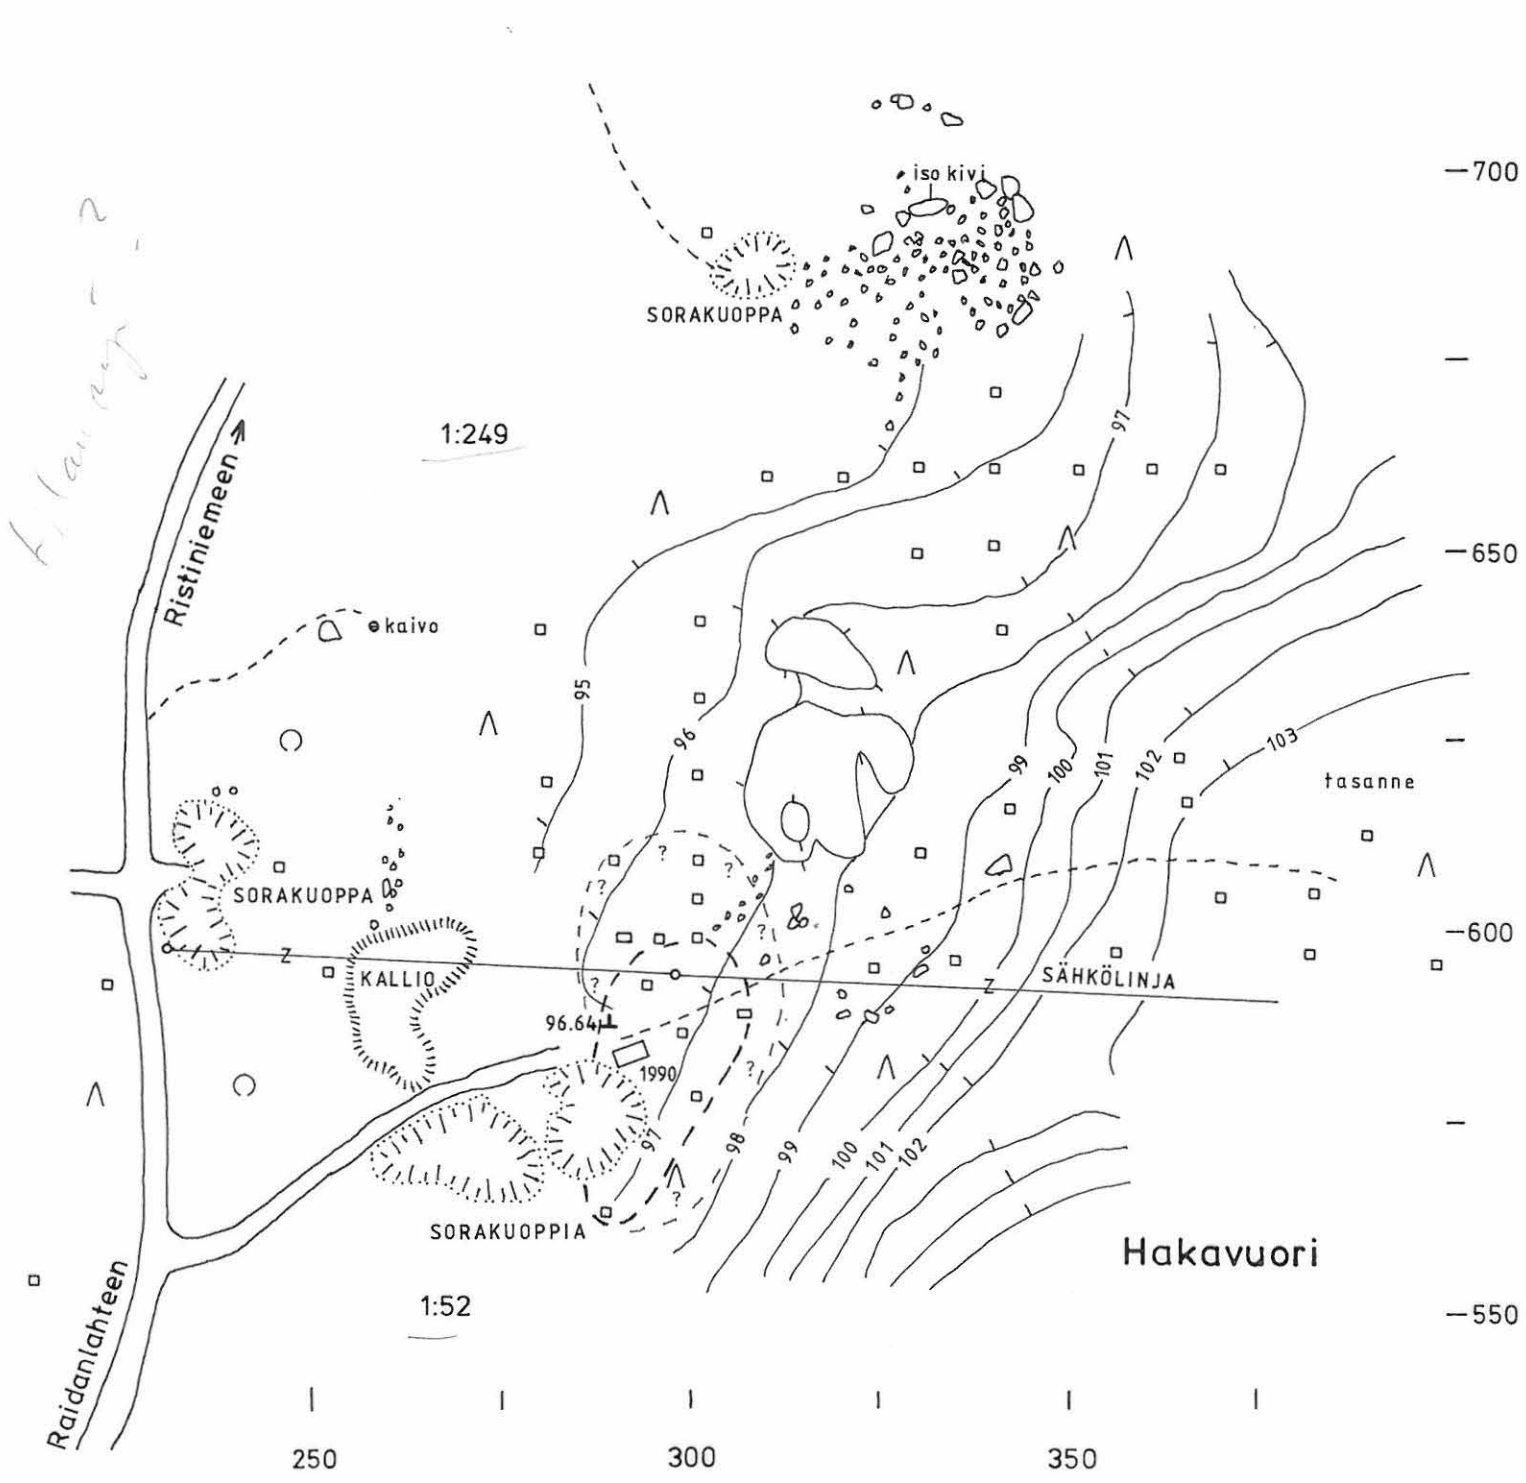 iso kivi
700
SORAKUOPPA
97
1:249
Ristiniemeen
650
kaivo
95
96
99
100
101
102
103
tasanne
?
?
?
SORAKUOPPA
?
600
Z
KALLIO
?
Z
SÄHKÖLINJA
96.64
1990
?
97
98
99
100
101
102
?
SORAKUOPPIA
Hakavuori
Raidanlahteen
1:52
550
250
300
350